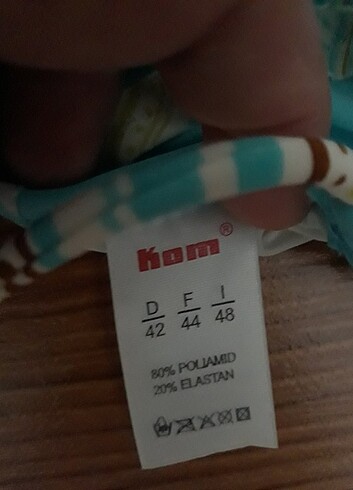 Kom®
D F I
42 44 48
80% POLIAMID
20% ELASTAN